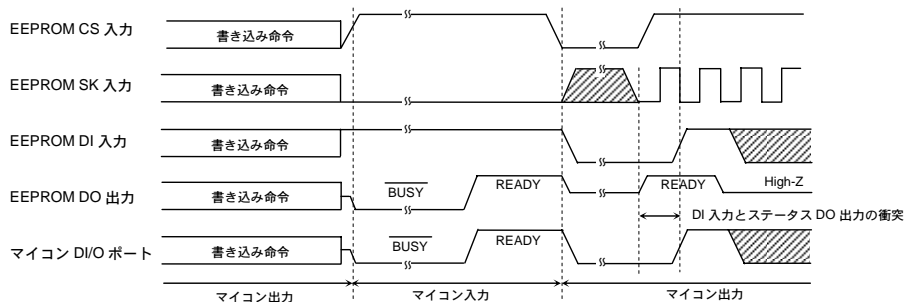 EEPROM CS 入力
書き込み命令
EEPROM SK 入力
書き込み命令
EEPROM DI 入力
書き込み命令
EEPROM DO 出力
書き込み命令
BUSY
READY
READY
High-Z
DI 入力とステータス DO 出力の衝突
マイコン DI/O ポート
書き込み命令
BUSY
READY
マイコン出力
マイコン入力
マイコン出力